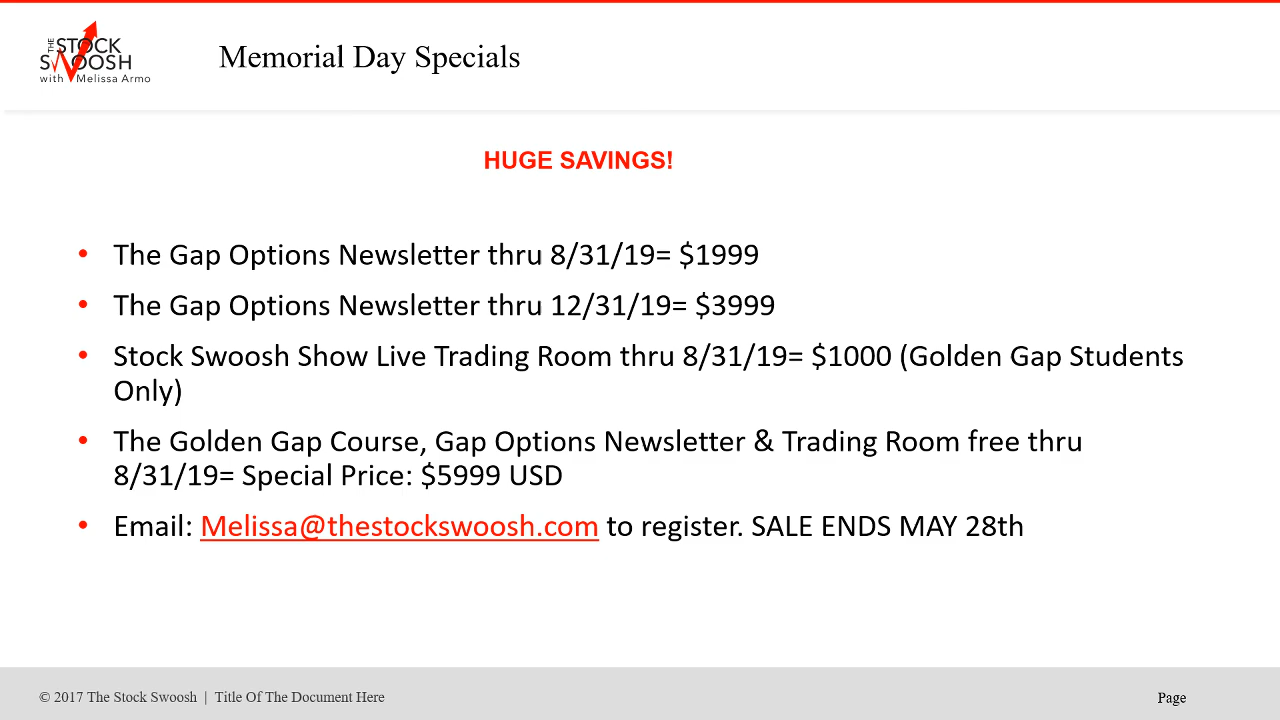 THE
STOCK
SWOOSH
with Melissa Armo
Memorial Day Specials
HUGE SAVINGS!
• The Gap Options Newsletter thru 8/31/19= $1999
• The Gap Options Newsletter thru 12/31/19= $3999
• Stock Swoosh Show Live Trading Room thru 8/31/19= $1000 (Golden Gap Students
Only)
• The Golden Gap Course, Gap Options Newsletter & Trading Room free thru
8/31/19= Special Price: $5999 USD
• Email: Melissa@thestockswoosh.com to register. SALE ENDS MAY 28th
© 2017 The Stock Swoosh | Title Of The Document Here
Page